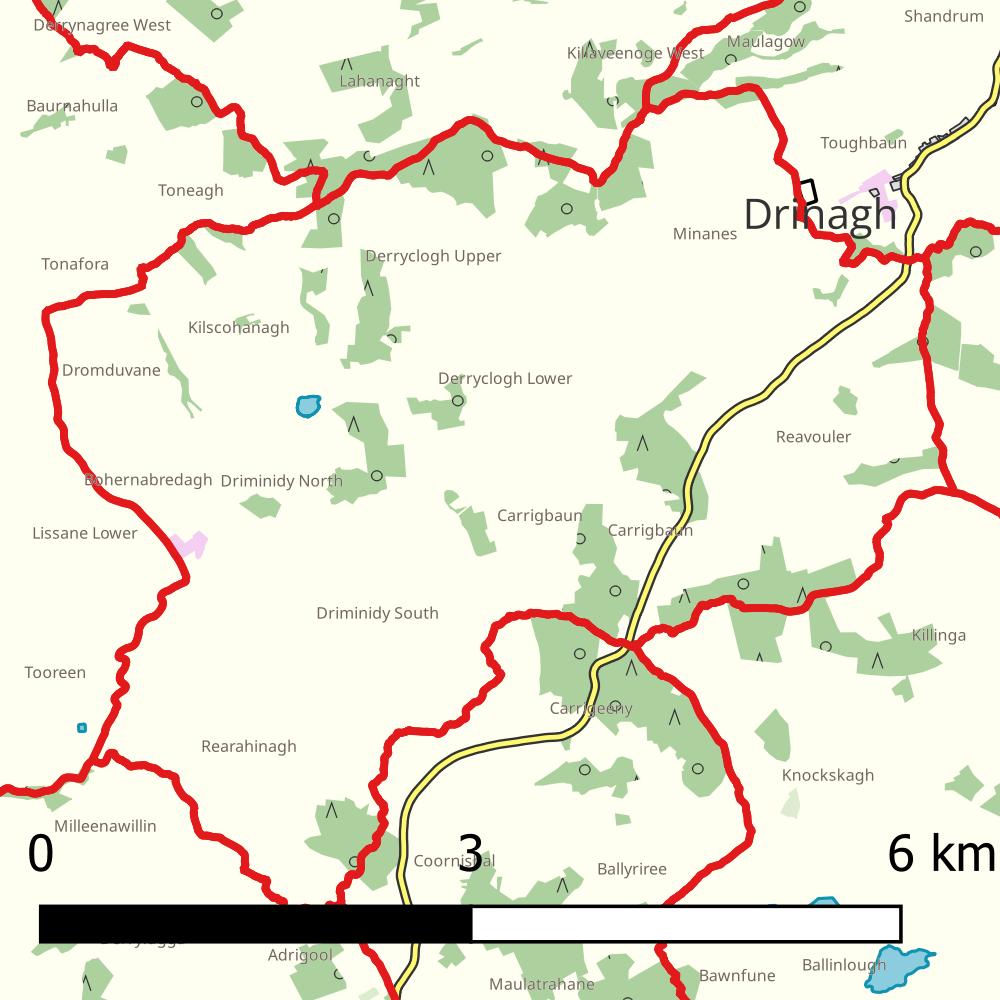 Shandrum
Derrynagree West
Maulagow
Killaveenoge West
Lahanaght
Baurnahulla
Toughbaun
Toneagh
Drinagh
Minanes
Derryclogh Upper
Tonafora
Kilscohanagh
Dromduvane
Derryclogh Lower
Reavouler
Bohernabredagh
Driminidy North
Carrigbaun
Carrigbaun
Lissane Lower
Driminidy South
Killinga
Tooreen
Carrigeeny
Rearahinagh
Knockskagh
Milleenawillin
0 3 6 km
Coornishal
Ballyriree
Adrigool
Ballinlough
Bawnfune
Maulatrahane